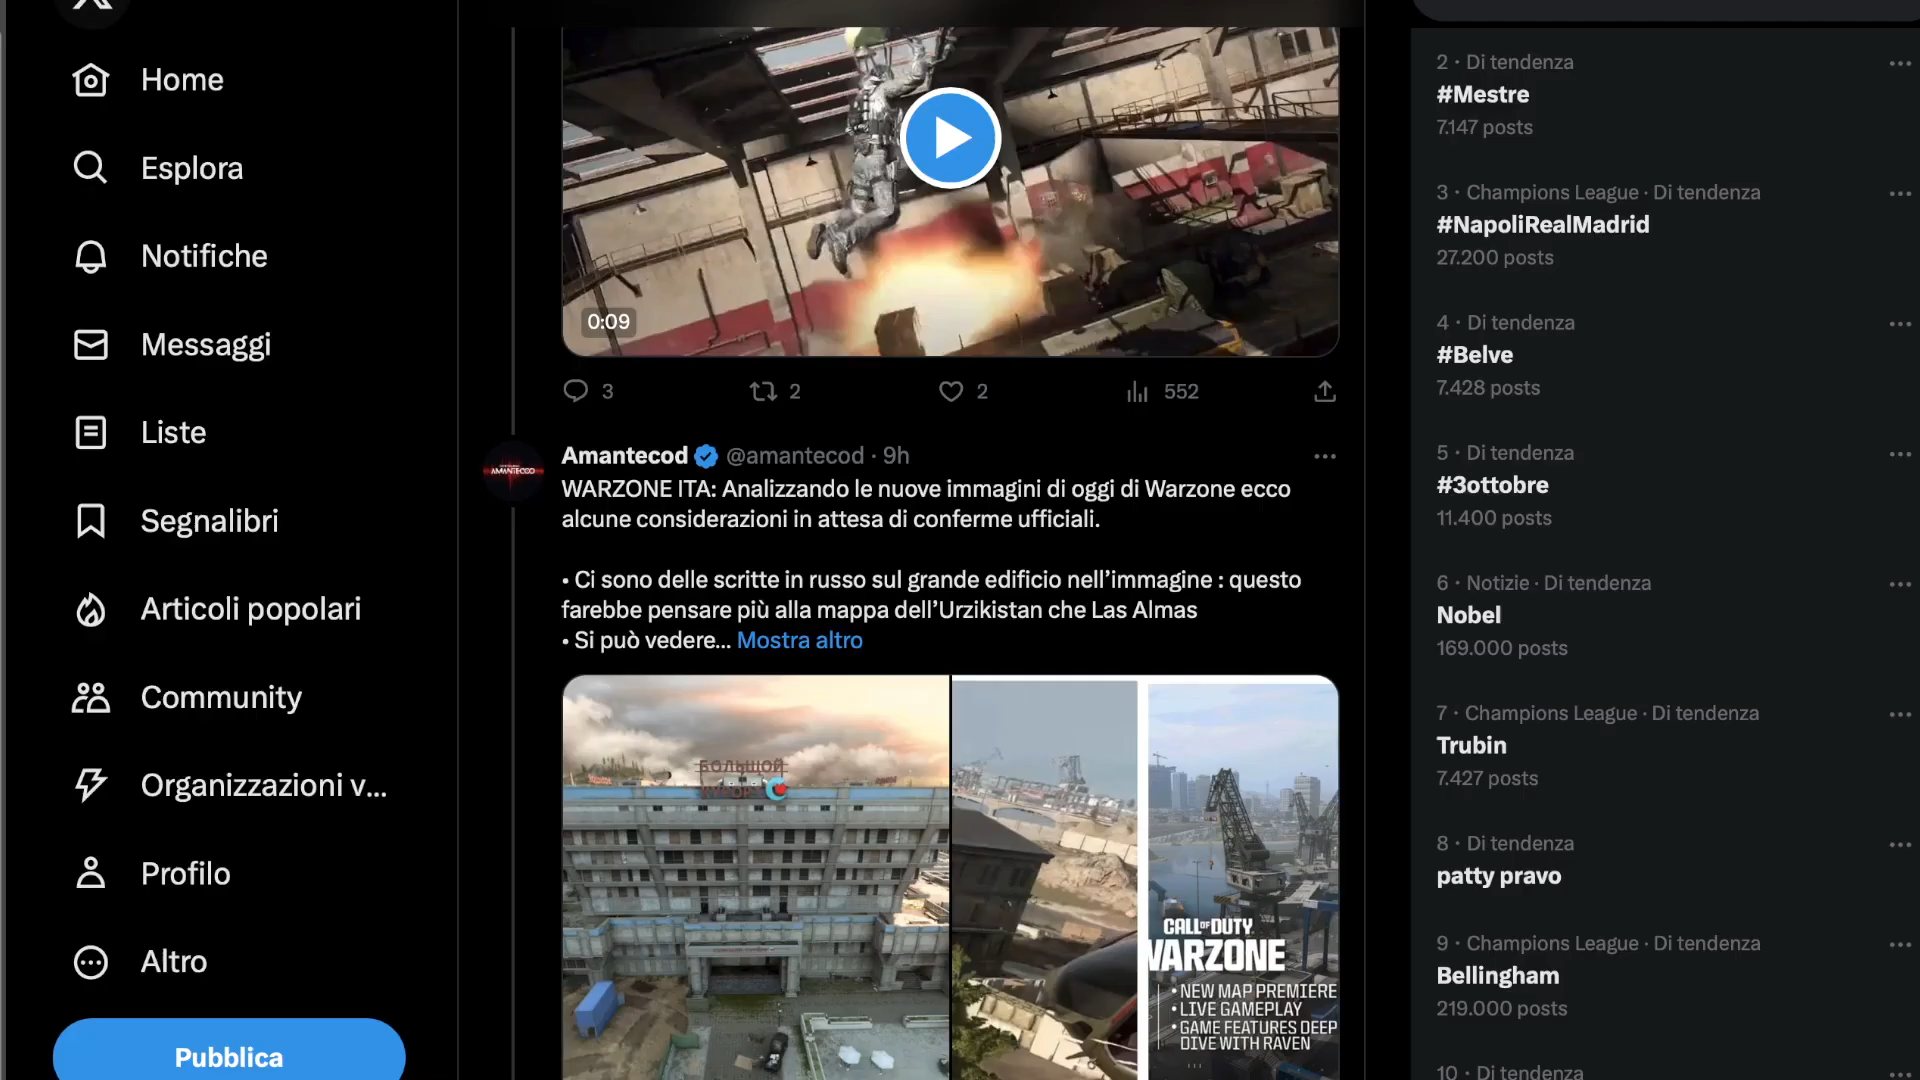 Home
Esplora
Notifiche
Messaggi
Liste
Segnalibri
Articoli popolari
Community
Organizzazioni v...
Profilo
Altro
Pubblica
0:09
3
2
2
552
AMANTECOD
Amantecod @amantecod · 9h
WARZONE ITA: Analizzando le nuove immagini di oggi di Warzone ecco
alcune considerazioni in attesa di conferme ufficiali.
• Ci sono delle scritte in russo sul grande edificio nell’immagine : questo
farebbe pensare più alla mappa dell’Urzikistan che Las Almas
• Si può vedere... Mostra altro
БОЛЬШОЙ
CALL OF DUTY
WARZONE
• NEW MAP PREMIERE
• LIVE GAMEPLAY
• GAME FEATURES DEEP
DIVE WITH RAVEN
2 · Di tendenza
#Mestre
7.147 posts
3 · Champions League · Di tendenza
#NapoliRealMadrid
27.200 posts
4 · Di tendenza
#Belve
7.428 posts
5 · Di tendenza
#3ottobre
11.400 posts
6 · Notizie · Di tendenza
Nobel
169.000 posts
7 · Champions League · Di tendenza
Trubin
7.427 posts
8 · Di tendenza
patty pravo
9 · Champions League · Di tendenza
Bellingham
219.000 posts
10 · Di tendenza